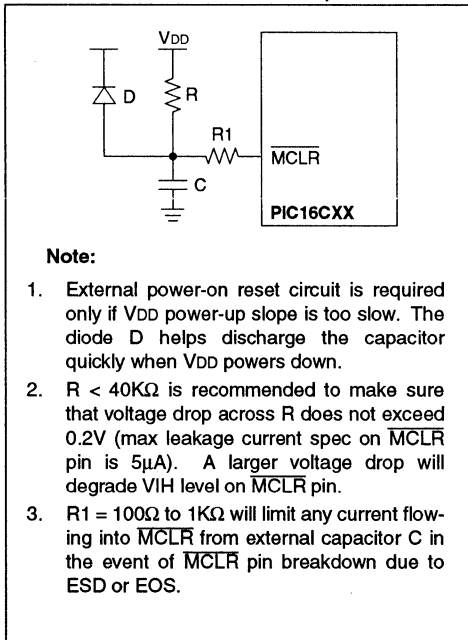 VDD
D
R
R1
MCLR
C
PIC16CXX
Note:
1. External power-on reset circuit is required
only if VDD power-up slope is too slow. The
diode D helps discharge the capacitor
quickly when VDD powers down.
2. R < 40KΩ is recommended to make sure
that voltage drop across R does not exceed
0.2V (max leakage current spec on MCLR
pin is 5µA). A larger voltage drop will
degrade VIH level on MCLR pin.
3. R1 = 100Ω to 1KΩ will limit any current flow-
ing into MCLR from external capacitor C in
the event of MCLR pin breakdown due to
ESD or EOS.